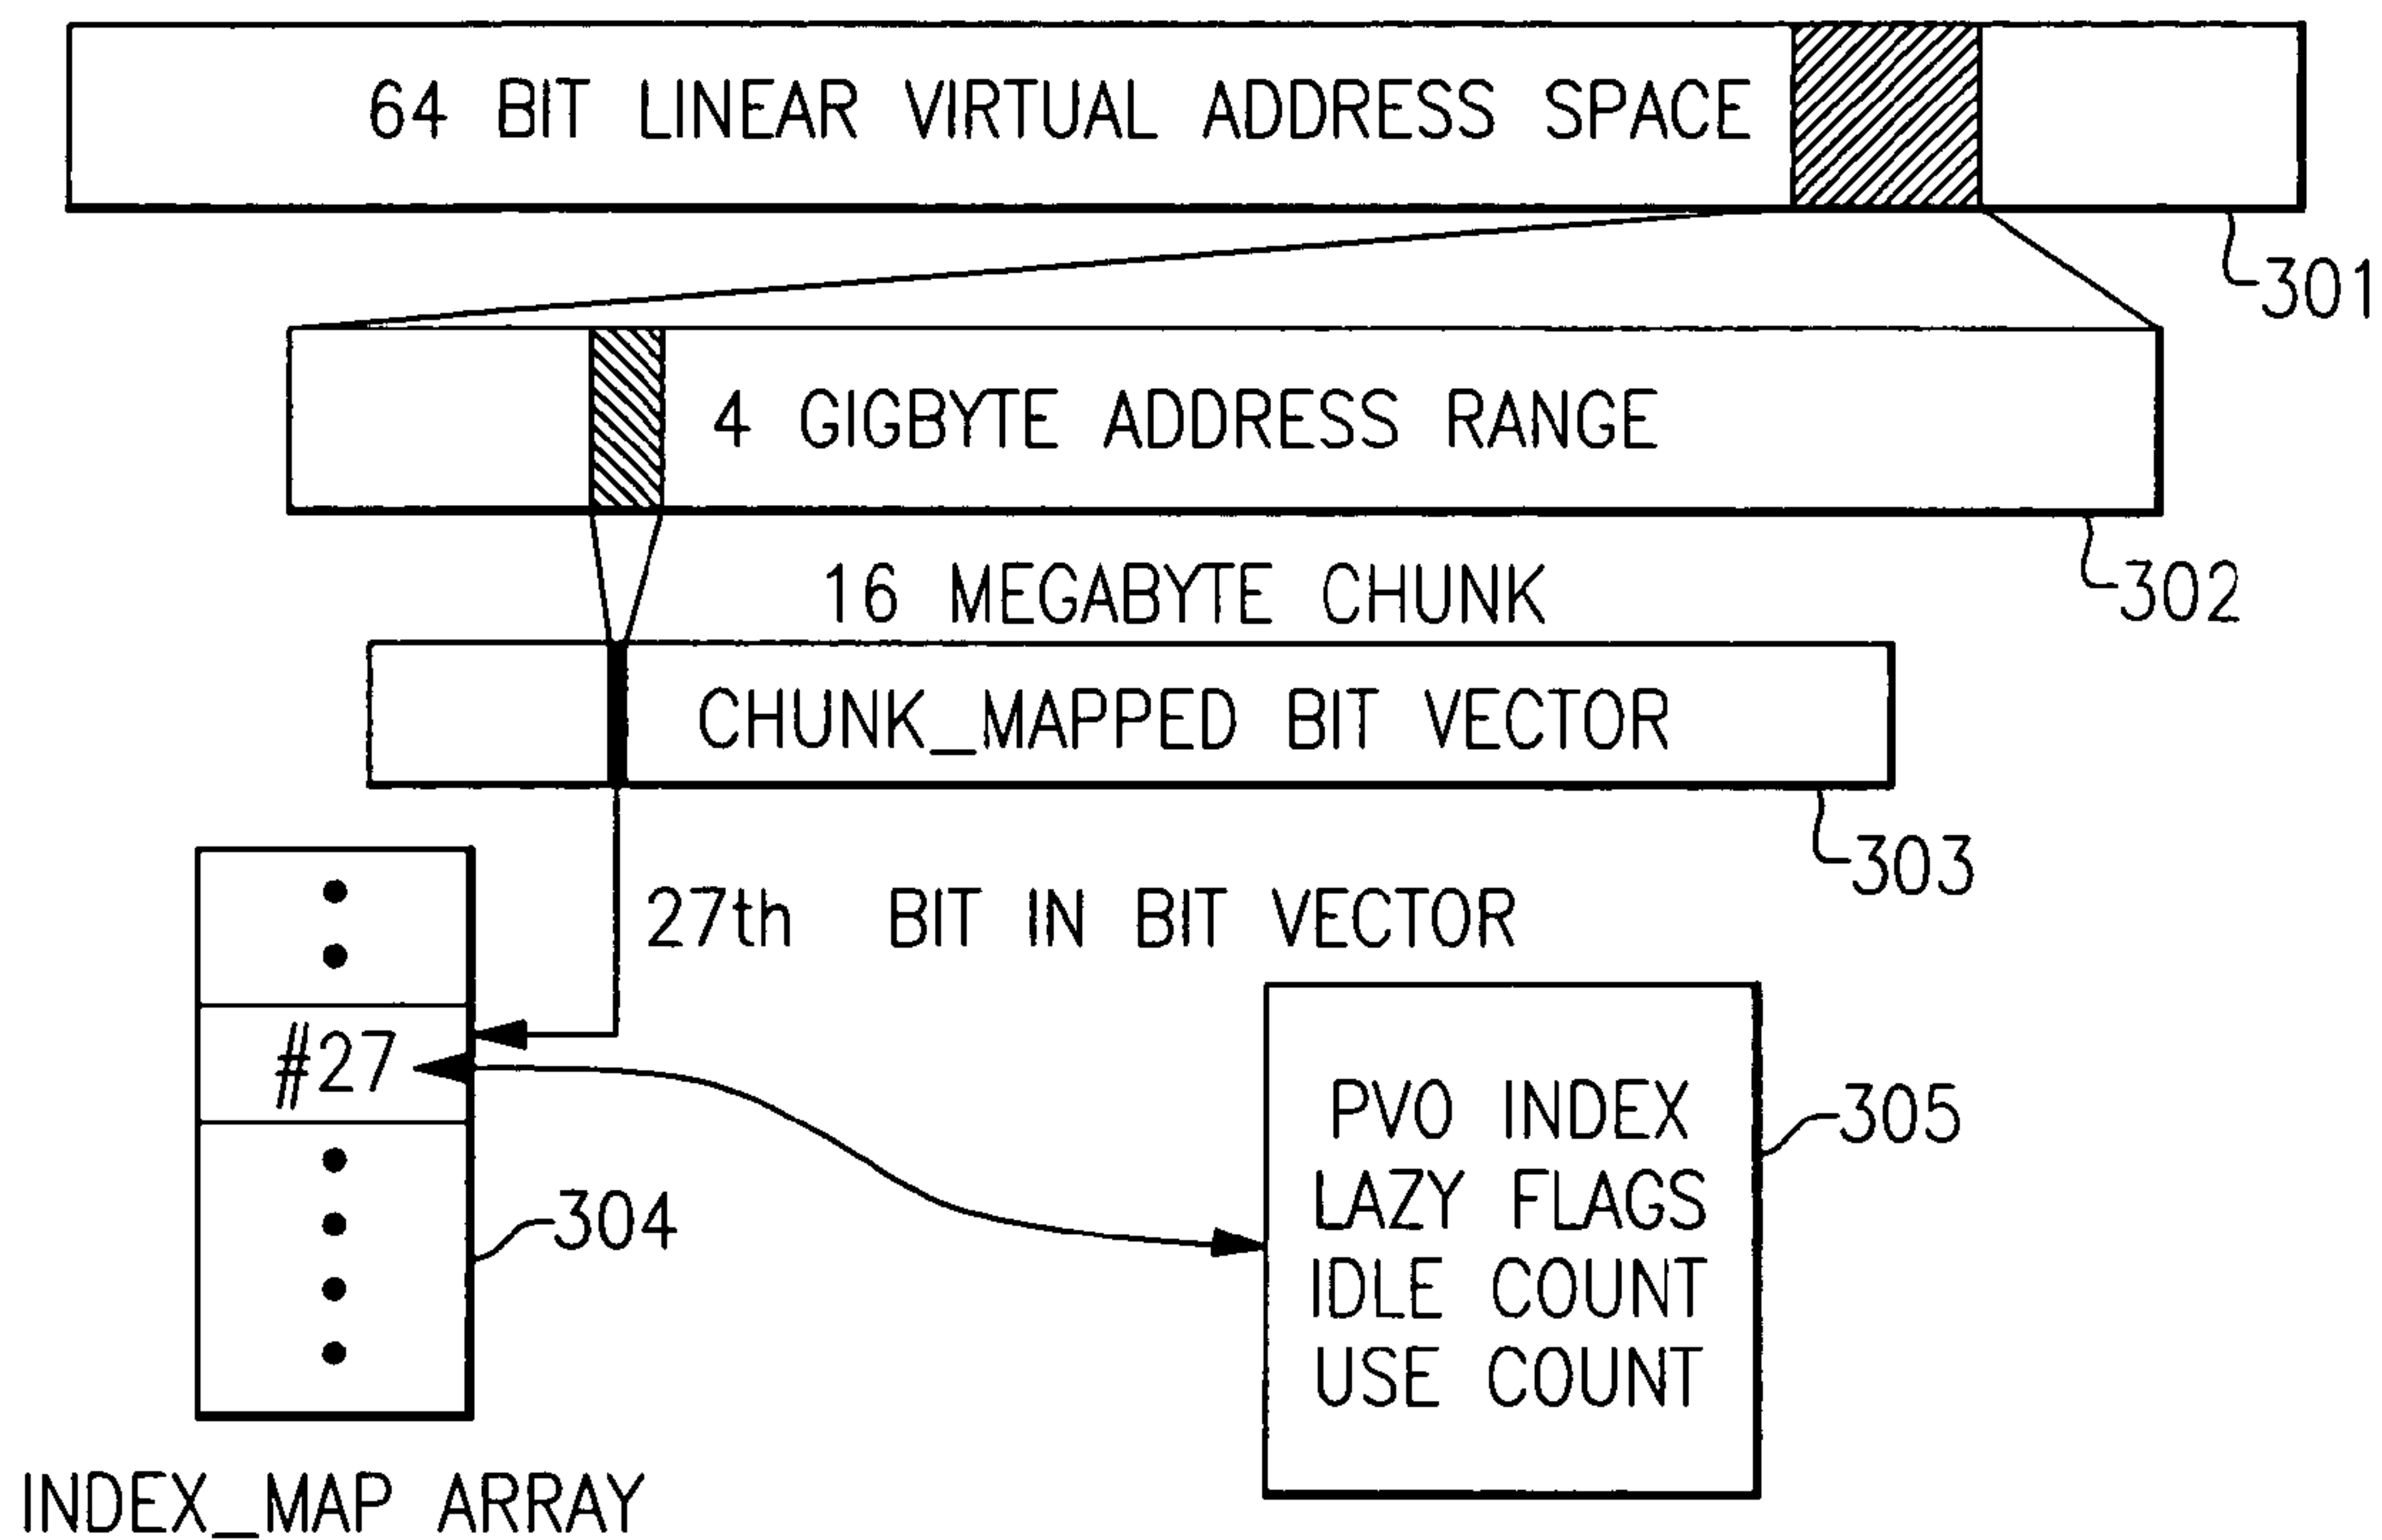 64 BIT LINEAR VIRTUAL ADDRESS SPACE
301
4 GIGBYTE ADDRESS RANGE
302
16 MEGABYTE CHUNK
CHUNK_MAPPED BIT VECTOR
303
27th BIT IN BIT VECTOR
#27
304
PVO INDEX
LAZY FLAGS
IDLE COUNT
USE COUNT
305
INDEX_MAP ARRAY